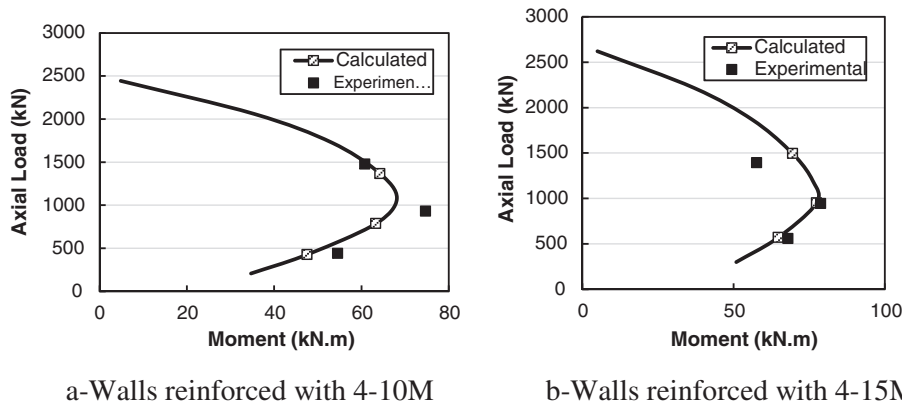 3000
2500
2000
1500
1000
500
0
Axial Load (kN)
Calculated
Experimen...
0 20 40 60 80
Moment (kN.m)
a-Walls reinforced with 4-10M
3000
2500
2000
1500
1000
500
0
Axial Load (kN)
Calculated
Experimental
0 50 100
Moment (kN.m)
b-Walls reinforced with 4-15M